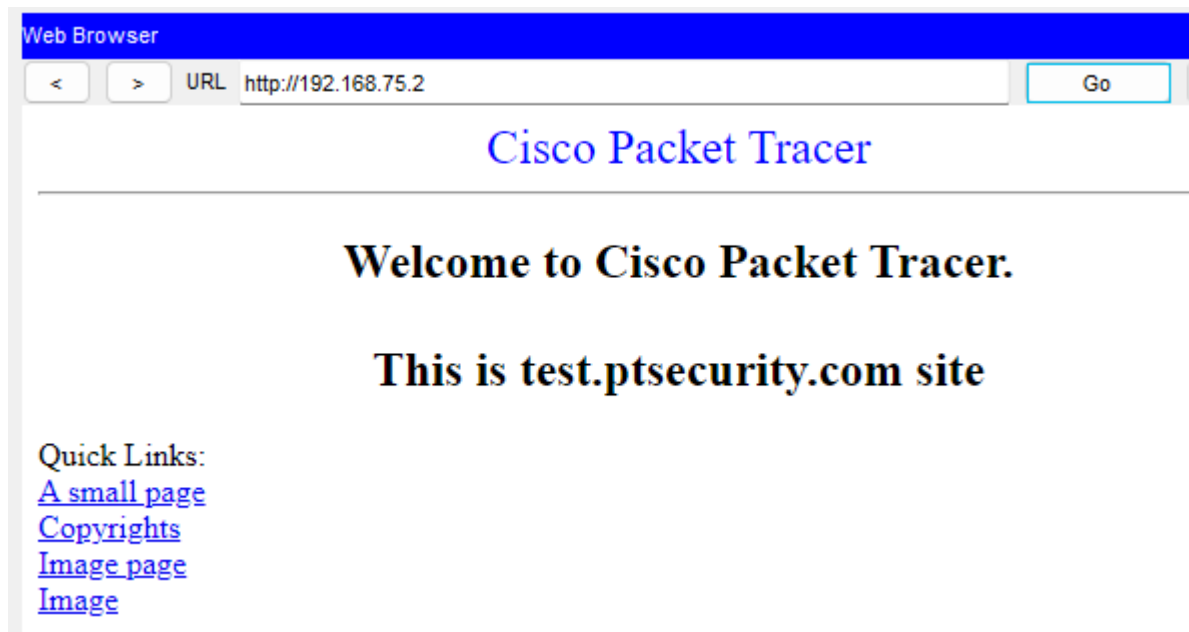 Web Browser
< > URL http://192.168.75.2 Go
Cisco Packet Tracer
Welcome to Cisco Packet Tracer.
This is test.ptsecurity.com site
Quick Links:
A small page
Copyrights
Image page
Image